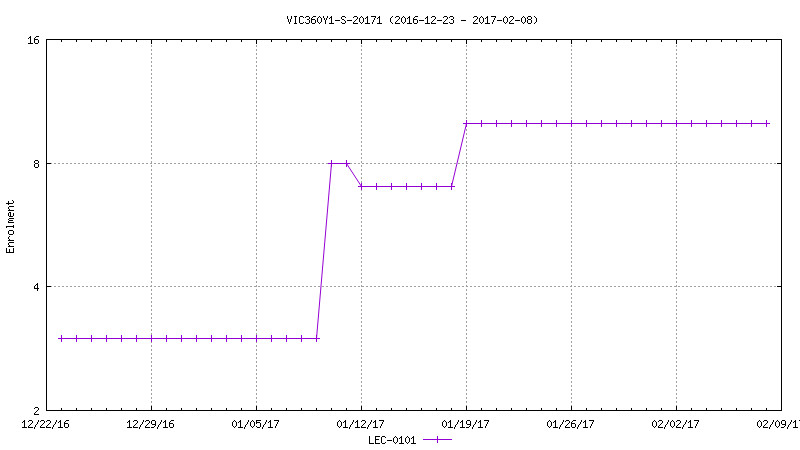 VIC360Y1-S-20171 (2016-12-23 - 2017-02-08)
16
8
4
2
Enrolment
12/22/16 12/29/16 01/05/17 01/12/17 01/19/17 01/26/17 02/02/17 02/09/1
LEC-0101